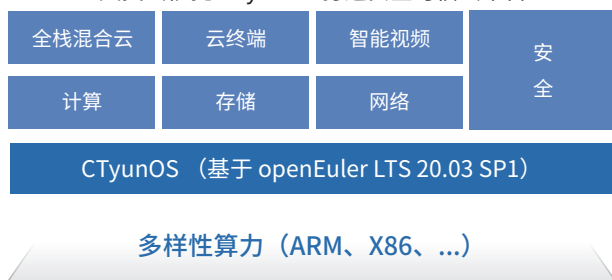 全栈混合云 云终端 智能视频
安
全
计算 存储 网络
CTyunOS （基于 openEuler LTS 20.03 SP1）
多样性算力（ARM、X86、...）